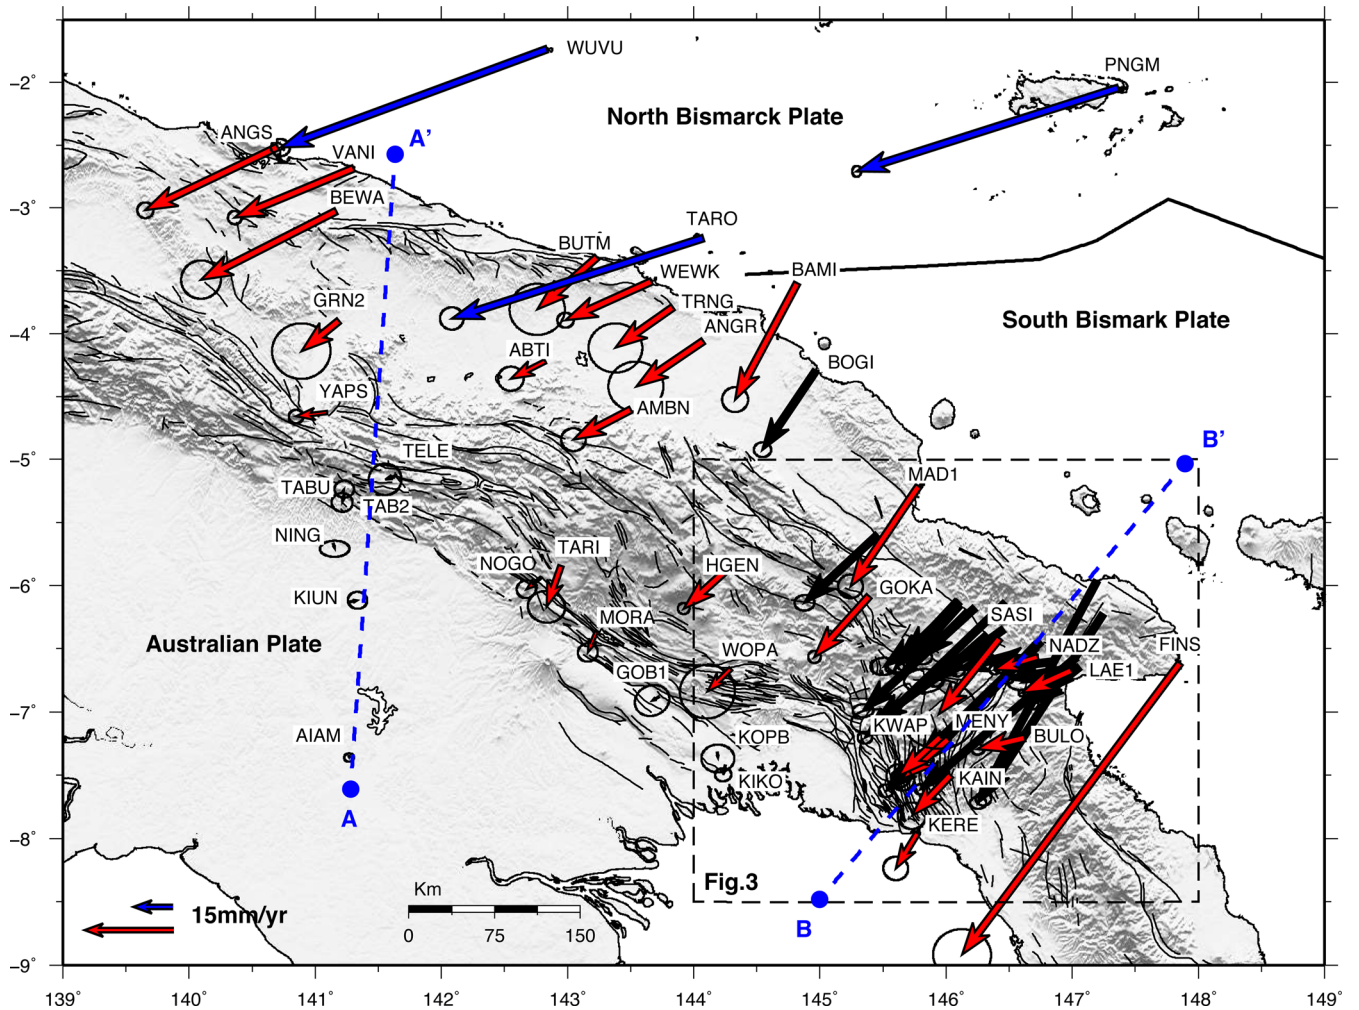 WUVU
PNGM
−2˚
North Bismarck Plate
ANGS
A’
VANI
BEWA
−3˚
TARO
BUTM
WEWK
BAMI
GRN2
TRNG
ANGR
South Bismark Plate
−4˚
ABTI
BOGI
YAPS
AMBN
B’
TELE
−5˚
MAD1
TABU
TAB2
NING
TARI
NOGO
HGEN
GOKA
−6˚
KIUN
MORA
SASI
Australian Plate
WOPA
NADZ
FINS
GOB1
LAE1
−7˚
KWAP
MENY
AIAM
KOPB
BULO
KIKO
KAIN
A
KERE
−8˚
Fig.3
Km
15mm/yr
B
0 75 150
−9˚
139˚ 140˚ 141˚ 142˚ 143˚ 144˚ 145˚ 146˚ 147˚ 148˚ 149˚